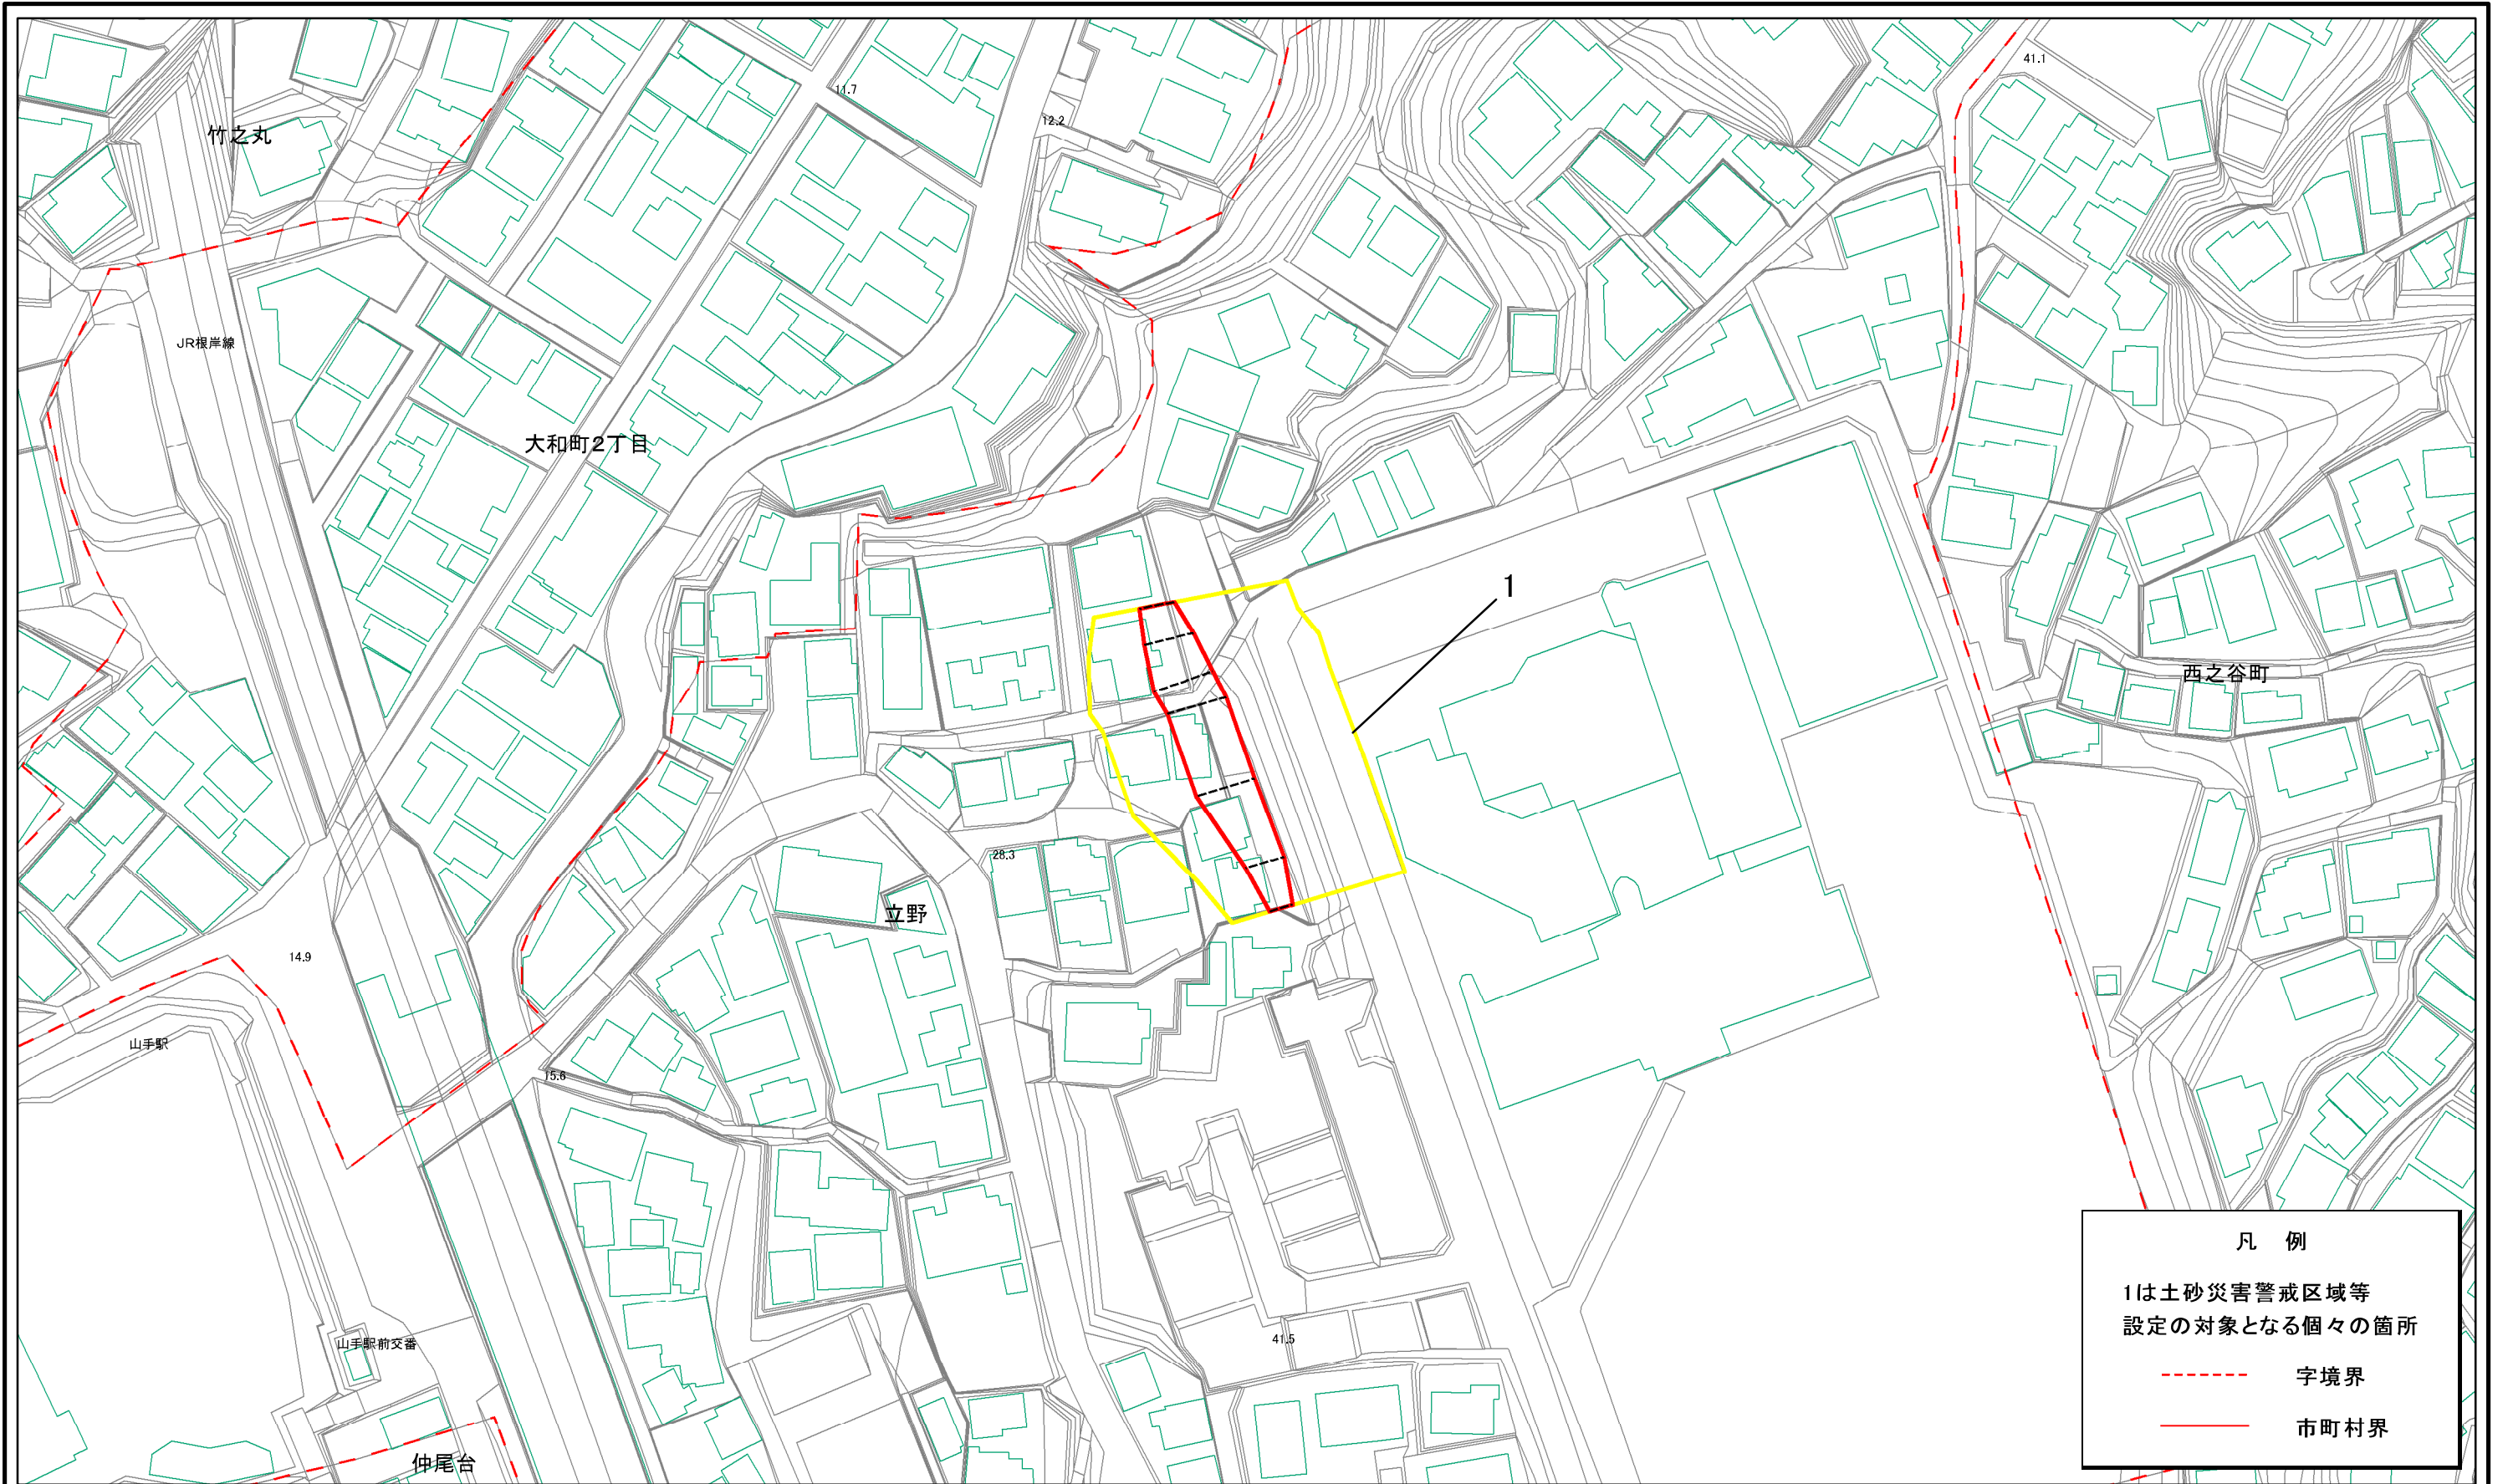 41.1
11.7
12.2
竹之丸
JR根岸線
大和町2丁目
1
西之谷町
28.3
立野
14.9
山手駅
15.6
41.5
山手駅前交番
仲尾台
凡 例
1は土砂災害警戒区域等
設定の対象となる個々の箇所
字境界
市町村界